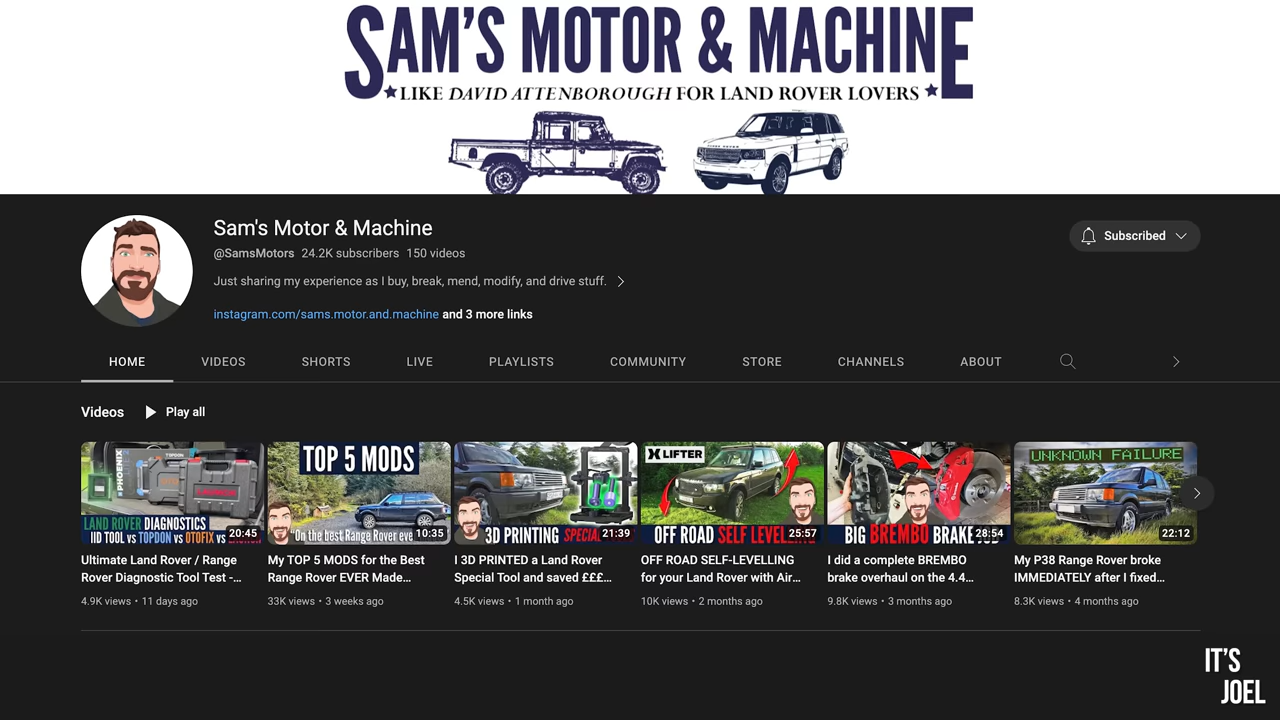 SAM'S MOTOR & MACHINE
LIKE DAVID ATTENBOROUGH FOR LAND ROVER LOVERS
Sam's Motor & Machine
@SamsMotors 24.2K subscribers 150 videos
Subscribed
Just sharing my experience as I buy, break, mend, modify, and drive stuff.
instagram.com/sams.motor.and.machine and 3 more links
HOME VIDEOS SHORTS LIVE PLAYLISTS COMMUNITY STORE CHANNELS ABOUT
Videos Play all
PHOENIX
TOPDON
LAND ROVER DIAGNOSTICS
IID TOOL VS TOPDON VS OTOFIX VS
20:45
TOP 5 MODS
On the best Range Rover eve
10:35
3D PRINTING SPECIAL
21:39
X LIFTER
OFF ROAD SELF LEVELL
25:57
BIG BREMBO BRAKE JOB
28:54
UNKNOWN FAILURE
22:12
Ultimate Land Rover / Range
Rover Diagnostic Tool Test -...
4.9K views • 11 days ago
My TOP 5 MODS for the Best
Range Rover EVER Made...
33K views • 3 weeks ago
I 3D PRINTED a Land Rover
Special Tool and saved £££...
4.5K views • 1 month ago
OFF ROAD SELF-LEVELLING
for your Land Rover with Air...
10K views • 2 months ago
I did a complete BREMBO
brake overhaul on the 4.4...
9.8K views • 3 months ago
My P38 Range Rover broke
IMMEDIATELY after I fixed...
8.3K views • 4 months ago
IT'S
JOEL